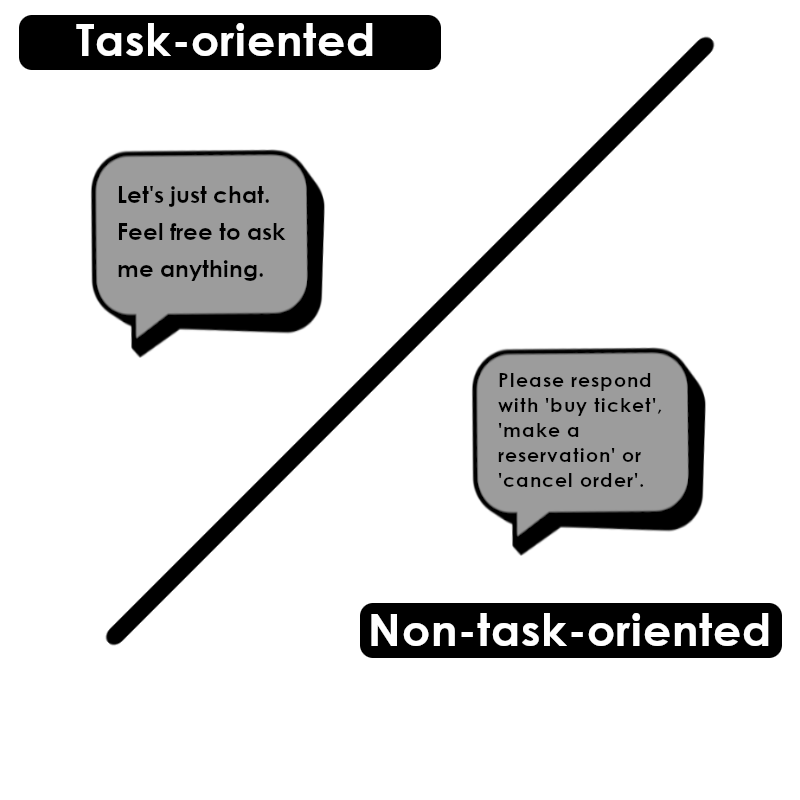 Task-oriented
Let's just chat.
Feel free to ask
me anything.
Please respond
with 'buy ticket',
'make a
reservation' or
'cancel order'.
Non-task-oriented